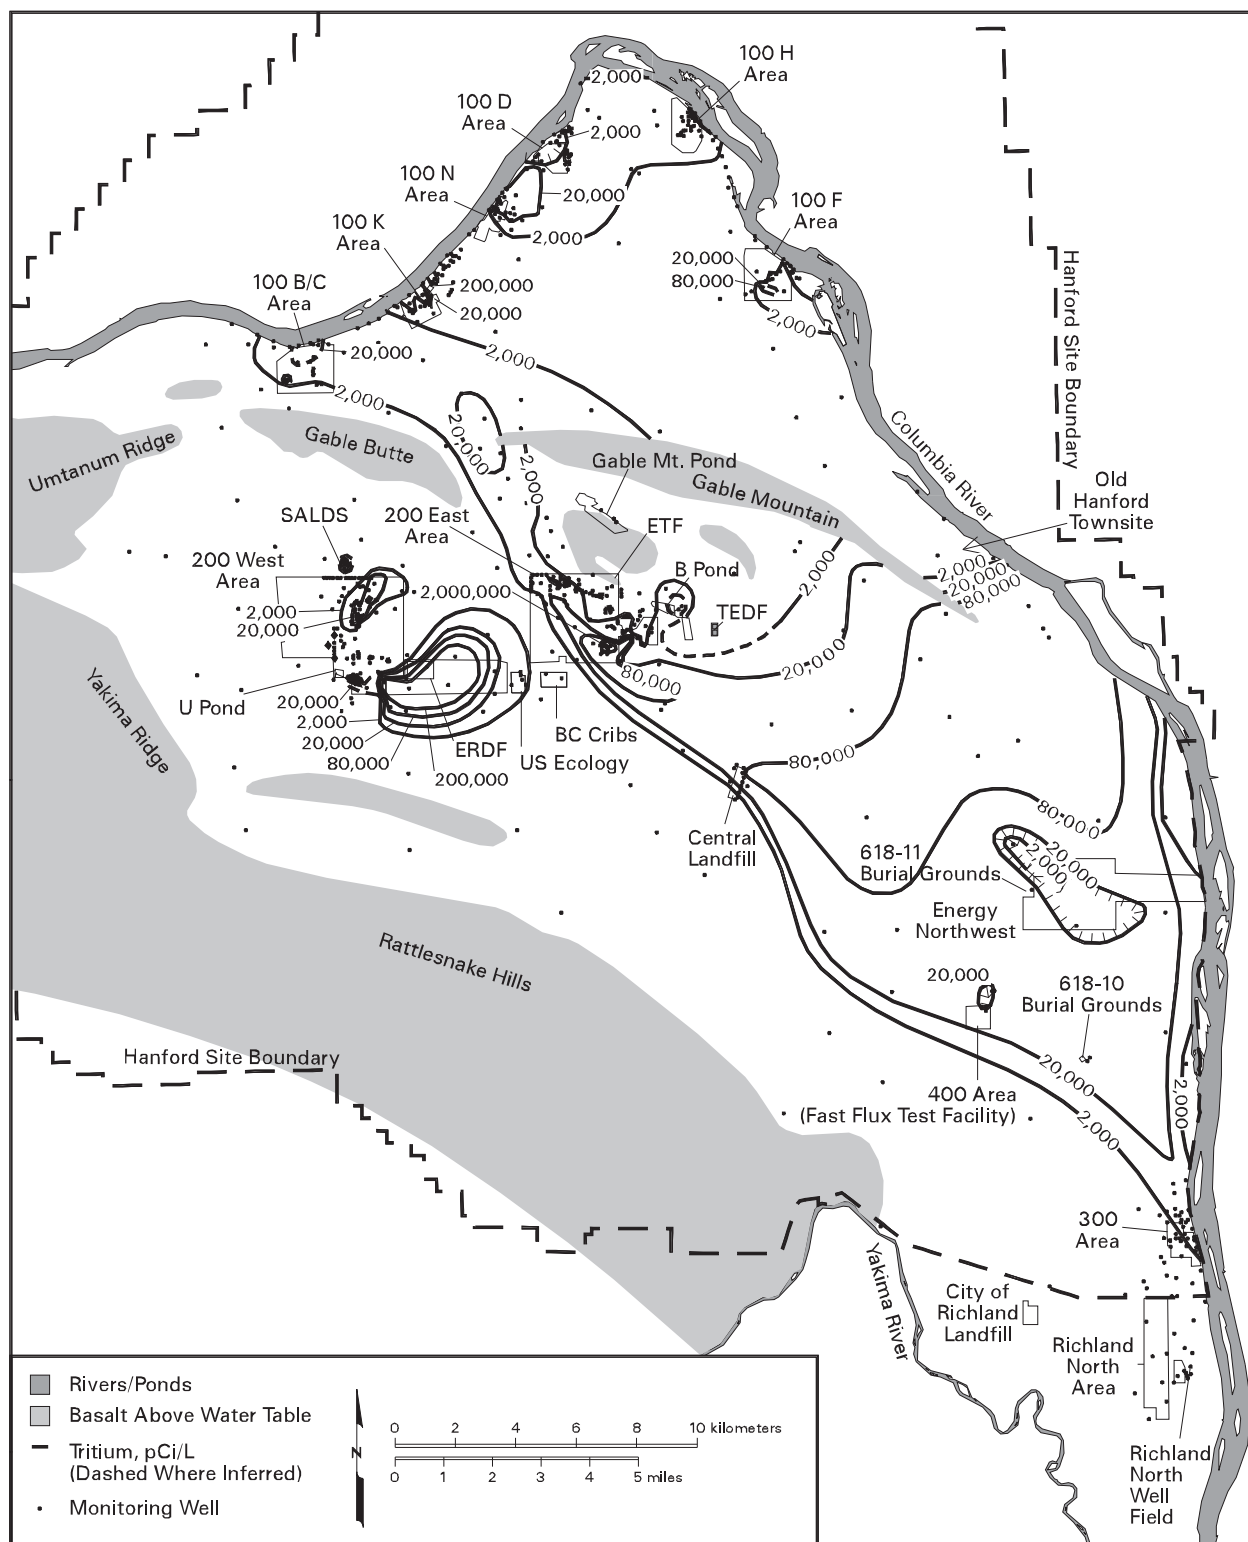 2,000
100 H
Area
100 D
Area
2,000
100 N
Area
20,000
2,000
100 K
Area
100 F
Area
20,000
80,000
2,000
200,000
20,000
100 B/C
Area
20,000
2,000
2,000
Hanford Site Boundary
20,000
2,000
Umtanum Ridge
Gable Butte
Gable Mt. Pond
Gable Mountain
Columbia River
Old
Hanford
Townsite
SALDS
200 East
Area
ETF
200 West
Area
2,000
20,000
2,000,000
B Pond
TEDF
2,000
2,000
20,000
80,000
20,000
80,000
Yakima Ridge
U Pond
20,000
2,000
20,000
80,000
ERDF
200,000
US Ecology
BC Cribs
80,000
80,000
Central
Landfill
618-11
Burial Grounds
20,000
2,000
Energy
Northwest
Rattlesnake Hills
20,000
618-10
Burial Grounds
Hanford Site Boundary
20,000
400 Area
(Fast Flux Test Facility)
2,000
2,000
300
Area
Yakima River
City of
Richland
Landfill
Richland
North
Area
Richland
North
Well
Field
Rivers/Ponds
Basalt Above Water Table
Tritium, pCi/L
(Dashed Where Inferred)
Monitoring Well
N
0 2 4 6 8 10 kilometers
0 1 2 3 4 5 miles